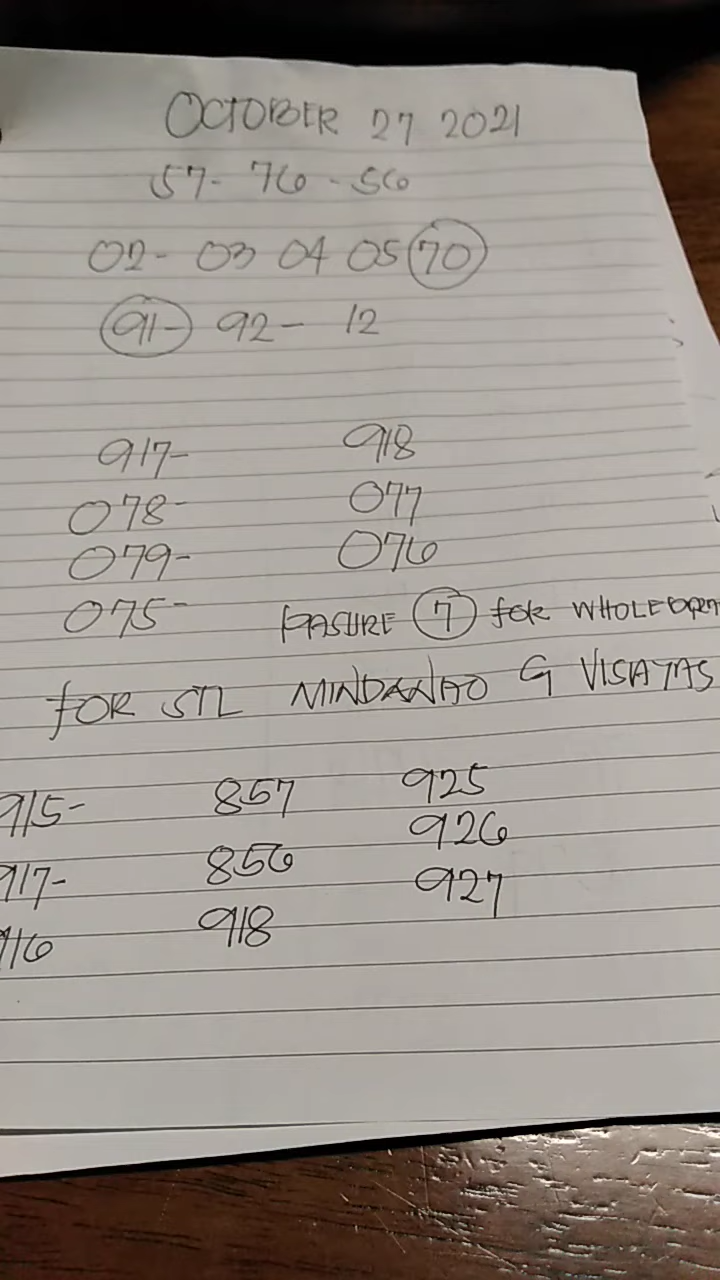 OCTOBER 27 2021
57- 76 - 56
02- 03 04 05 70
91- 92- 12
917- 918
078- 077
079- 076
075- PASURE 7 for WHOLE
FOR STL MINDANAO G VISAYAS
915- 857 925
926
917- 856
927
916 918